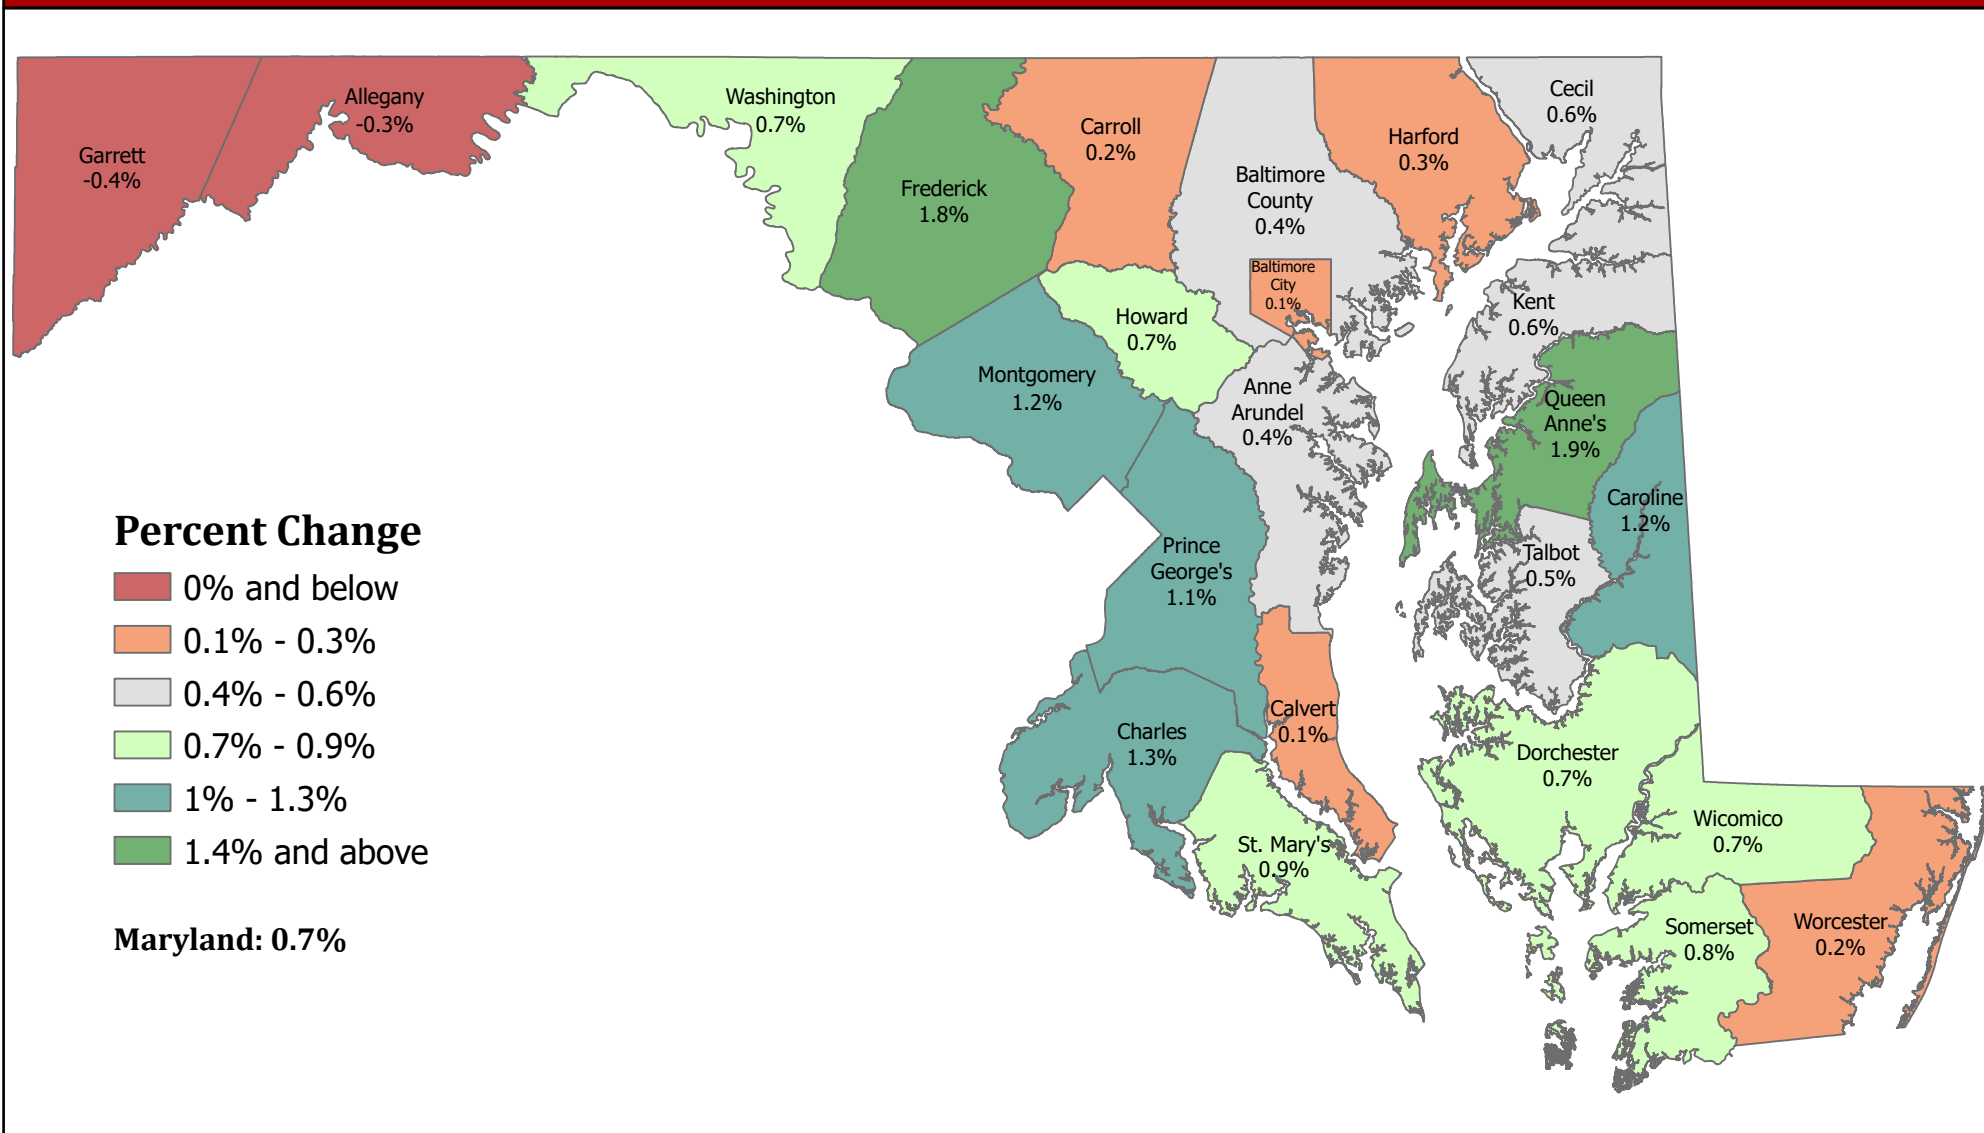 Garrett
-0.4%
Allegany
-0.3%
Washington
0.7%
Frederick
1.8%
Carroll
0.2%
Baltimore
County
0.4%
Baltimore
City
0.1%
Harford
0.3%
Cecil
0.6%
Kent
0.6%
Howard
0.7%
Montgomery
1.2%
Anne
Arundel
0.4%
Queen
Anne's
1.9%
Caroline
1.2%
Talbot
0.5%
Prince
George's
1.1%
Calvert
0.1%
Charles
1.3%
St. Mary's
0.9%
Dorchester
0.7%
Wicomico
0.7%
Somerset
0.8%
Worcester
0.2%
Percent Change
0% and below
0.1% - 0.3%
0.4% - 0.6%
0.7% - 0.9%
1% - 1.3%
1.4% and above
Maryland: 0.7%